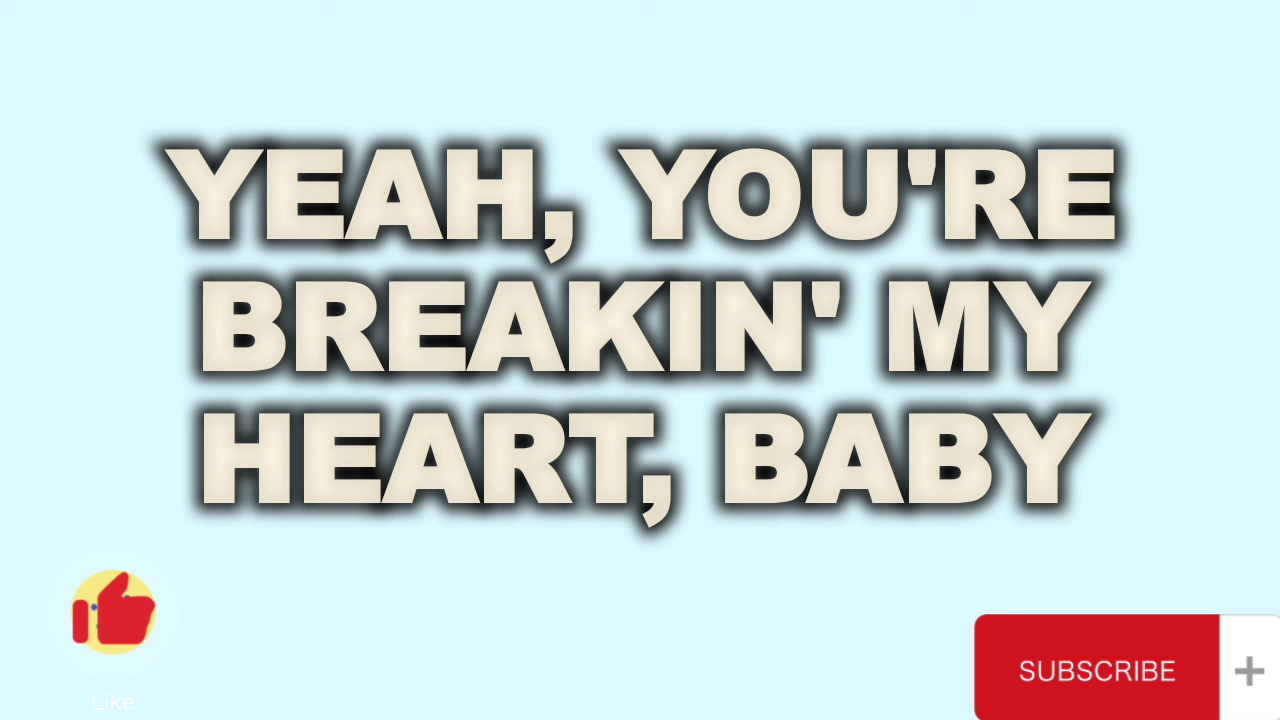 YEAH, YOU'RE
BREAKIN' MY
HEART, BABY
Like
SUBSCRIBE +